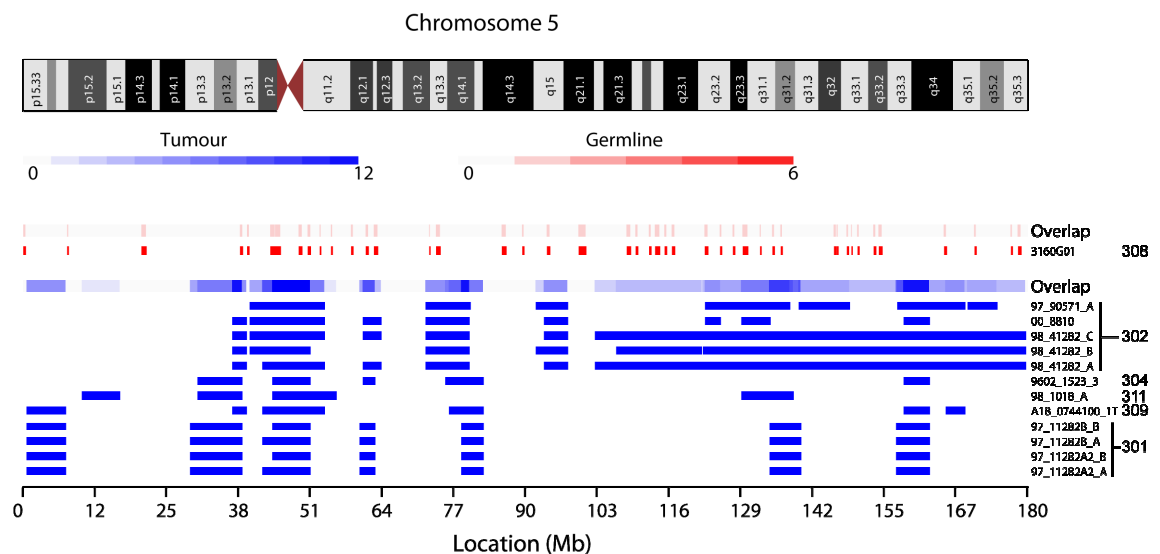 Chromosome 5
p15.33 p15.2 p15.1 p14.3 p14.1 p13.3 p13.2 p13.1 p12 q11.2 q12.1 q12.3 q13.2 q13.3 q14.1 q14.3 q15 q21.1 q21.3 q23.1 q23.2 q23.3 q31.1 q31.2 q31.3 q32 q33.1 q33.2 q33.3 q34 q35.1 q35.2 q35.3
Tumour Germline
0 12 0 6
Overlap
3160G01 308
Overlap
97_90571_A
00_8810
98_41282_C 302
98_41282_B
98_41282_A
9602_1523_3 304
98_1018_A 311
A18_0744100_1T 309
97_11282B_B
97_11282B_A 301
97_11282A2_B
97_11282A2_A
0 12 25 38 51 64 77 90 103 116 129 142 155 167 180
Location (Mb)